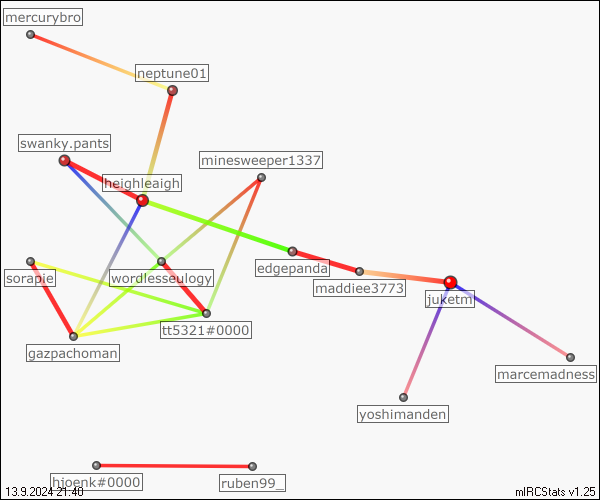 mercurybro
neptune01
swanky.pants
minesweeper1337
heighleaigh
edgepanda
sorapie
wordlesseulogy
maddiee3773
juketm
tt5321#0000
gazpachoman
marcemadness
yoshimanden
hjoenk#0000
ruben99_
13.9.2024 21:40
mIRCStats v1.25